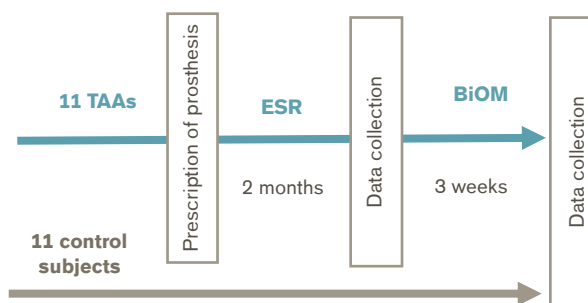 11 TAAs
Prescription of prosthesis
ESR
2 months
Data collection
BiOM
3 weeks
Data collection
11 control
subjects